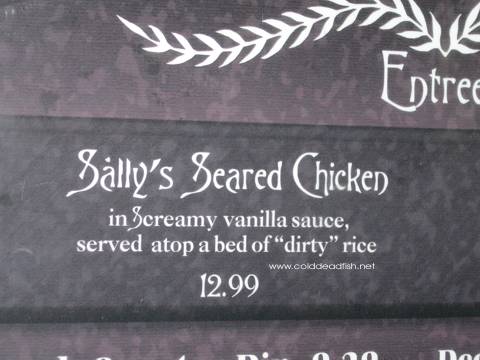 Entree
Sally's Seared Chicken
in Screamy vanilla sauce,
served atop a bed of "dirty" rice
www.colddeadfish.net
12.99